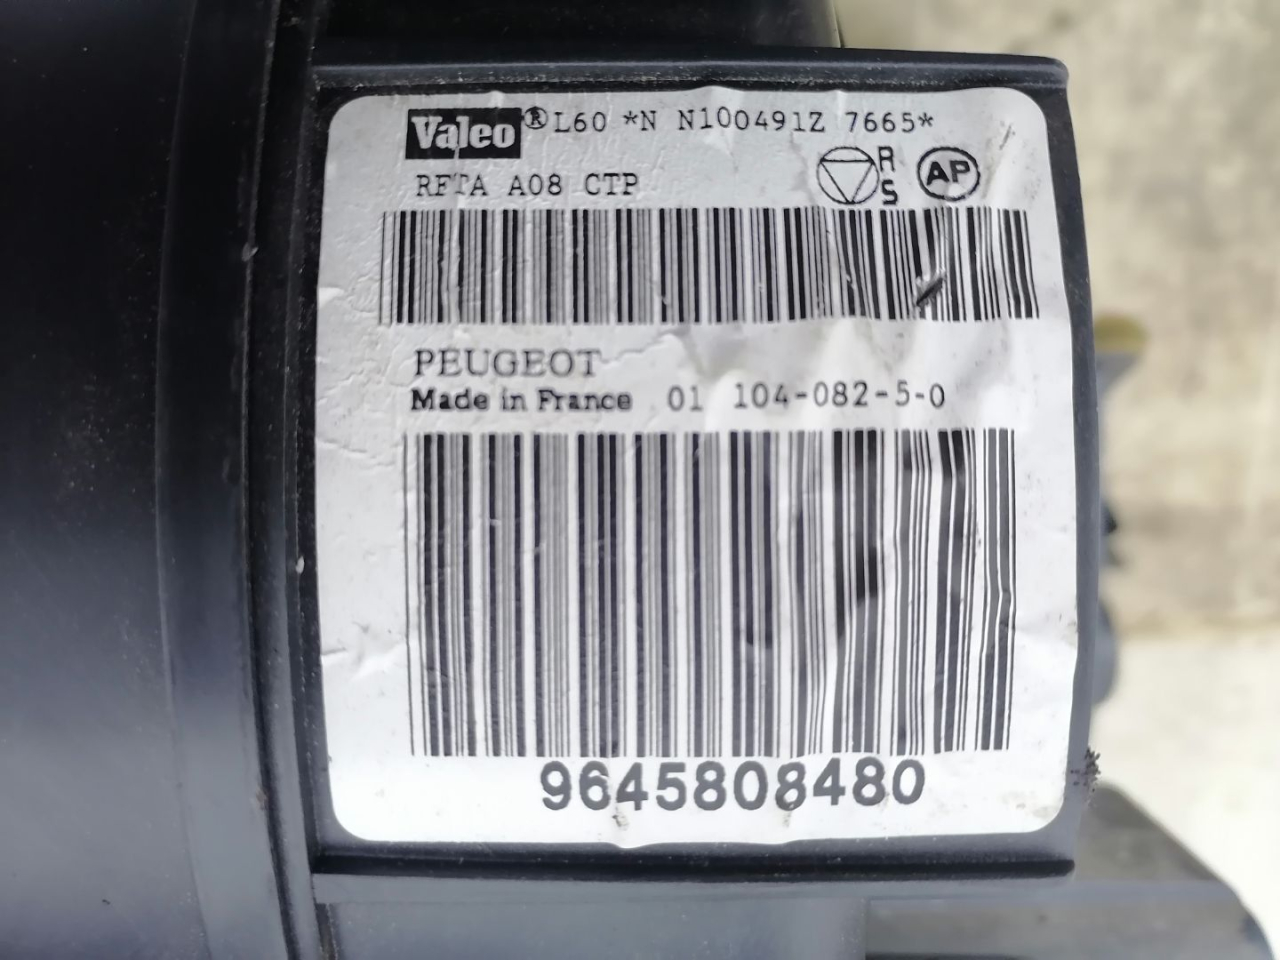 Valeo® L60 *N N100491Z 7665*
RFTA A08 CTP
R
S
AP
PEUGEOT
Made in France 01 104-082-5-0
9645808480